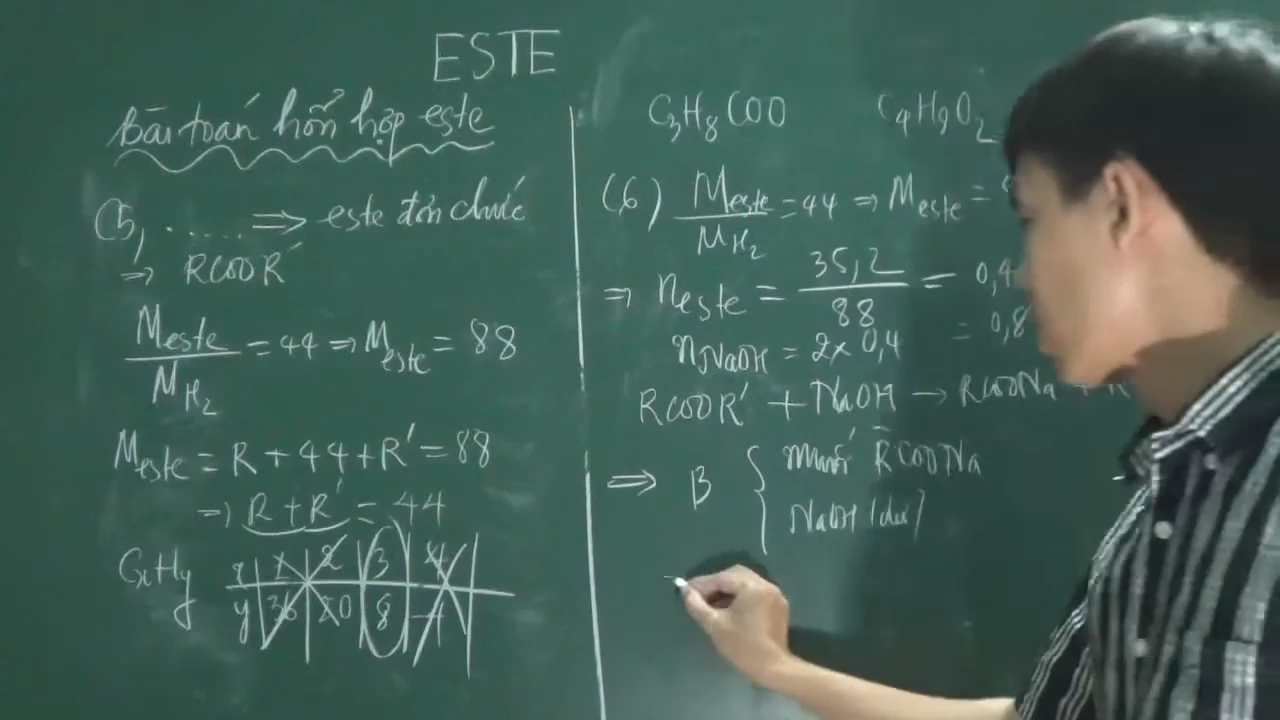 ESTE
Bài toán hỗn hợp este
C5, ...... ⇒ este đơn chức
⇒ RCOOR'
Meste / MH2 = 44 ⇒ Meste = 88
Meste = R + 44 + R' = 88
⇒ R + R' = 44
CxHy
x | 1 | 2 | 3 | 4
y | 36 | 20 | 8 | -4
C3H8COO C4H8O2
(6) Meste / MH2 = 44 ⇒ Meste =
⇒ neste = 35,2 / 88 = 0,4
nNaOH = 2 x 0,4 = 0,8
RCOOR' + NaOH → RCOONa +
⇒ B { muối RCOONa
NaOH (dư)